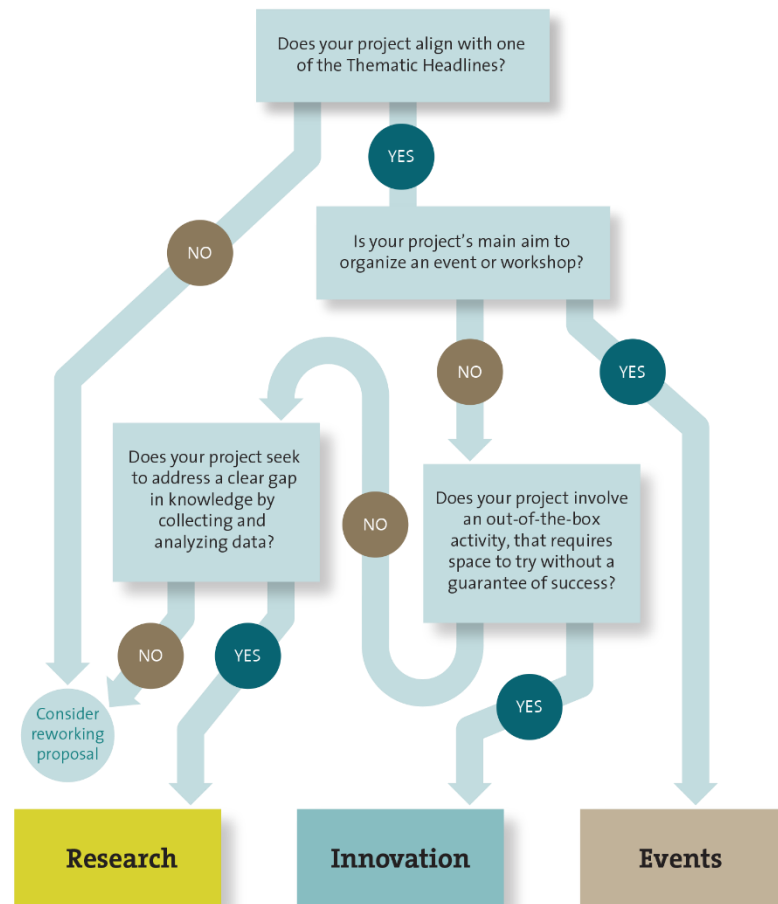 Does your project align with one
of the Thematic Headlines?
YES
NO
Is your project’s main aim to
organize an event or workshop?
NO
YES
Does your project seek
to address a clear gap
in knowledge by
collecting and
analyzing data?
NO
Does your project involve
an out-of-the-box
activity, that requires
space to try without a
guarantee of success?
NO
YES
YES
Consider
reworking
proposal
Research
Innovation
Events